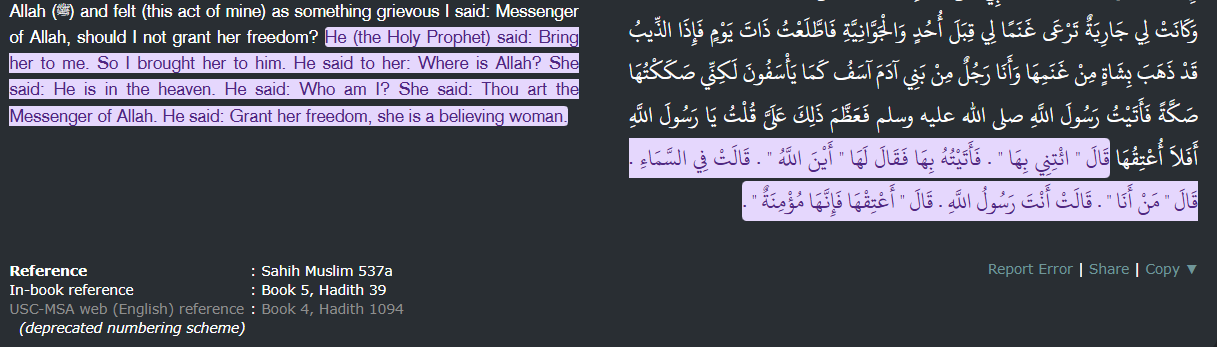 Allah (ﷺ) and felt (this act of mine) as something grievous I said: Messenger
of Allah, should I not grant her freedom? He (the Holy Prophet) said: Bring
her to me. So I brought her to him. He said to her: Where is Allah? She
said: He is in the heaven. He said: Who am I? She said: Thou art the
Messenger of Allah. He said: Grant her freedom, she is a believing woman.
وَكَانَتْ لِي جَارِيَةٌ تَرْعَى غَنَمًا لِي قِبَلَ أُحُدٍ وَالْجَوَّانِيَّةِ فَاطَّلَعْتُ ذَاتَ يَوْمٍ فَإِذَا الذِّيبُ
قَدْ ذَهَبَ بِشَاةٍ مِنْ غَنَمِهَا وَأَنَا رَجُلٌ مِنْ بَنِي آدَمَ آسَفُ كَمَا يَأْسَفُونَ لَكِنِّي صَكَكْتُهَا
صَكَّةً فَأَتَيْتُ رَسُولَ اللَّهِ صلى الله عليه وسلم فَعَظَّمَ ذَلِكَ عَلَىَّ قُلْتُ يَا رَسُولَ اللَّهِ
أَفَلاَ أُعْتِقُهَا قَالَ " ائْتِنِي بِهَا " . فَأَتَيْتُهُ بِهَا فَقَالَ لَهَا " أَيْنَ اللَّهُ " . قَالَتْ فِي السَّمَاءِ .
قَالَ " مَنْ أَنَا " . قَالَتْ أَنْتَ رَسُولُ اللَّهِ . قَالَ " أَعْتِقْهَا فَإِنَّهَا مُؤْمِنَةٌ " .
Reference : Sahih Muslim 537a
In-book reference : Book 5, Hadith 39
USC-MSA web (English) reference : Book 4, Hadith 1094
(deprecated numbering scheme)
Report Error | Share | Copy ▼